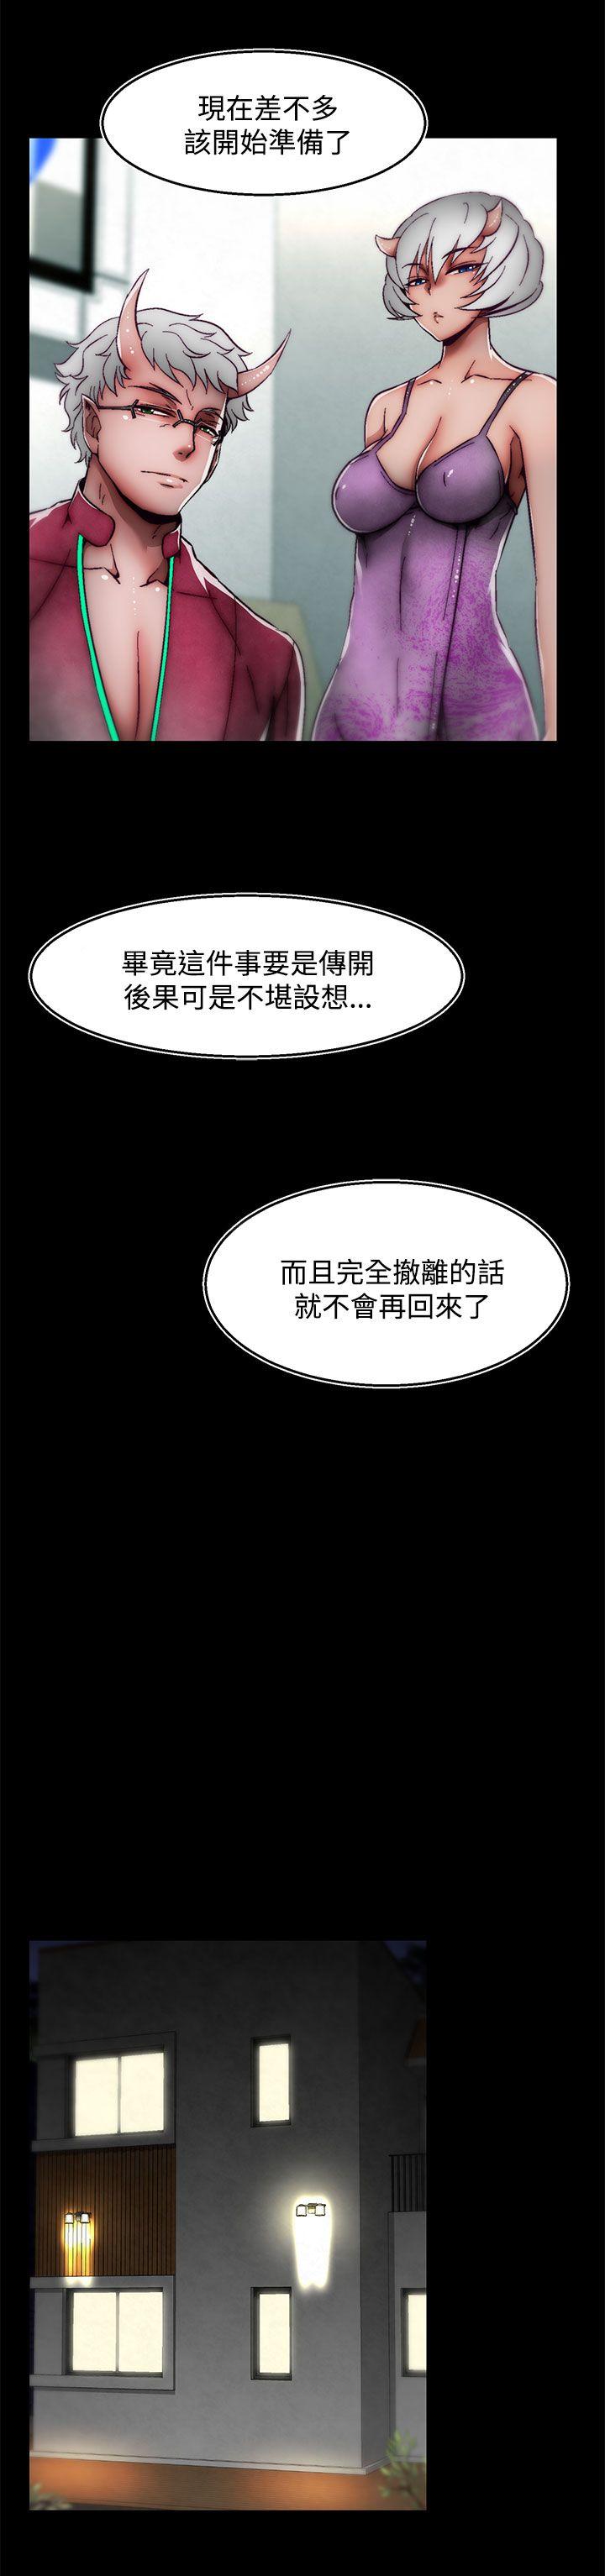 現在差不多
該開始準備了
畢竟這件事要是傳開
後果可是不堪設想...
而且完全撤離的話
就不會再回來了